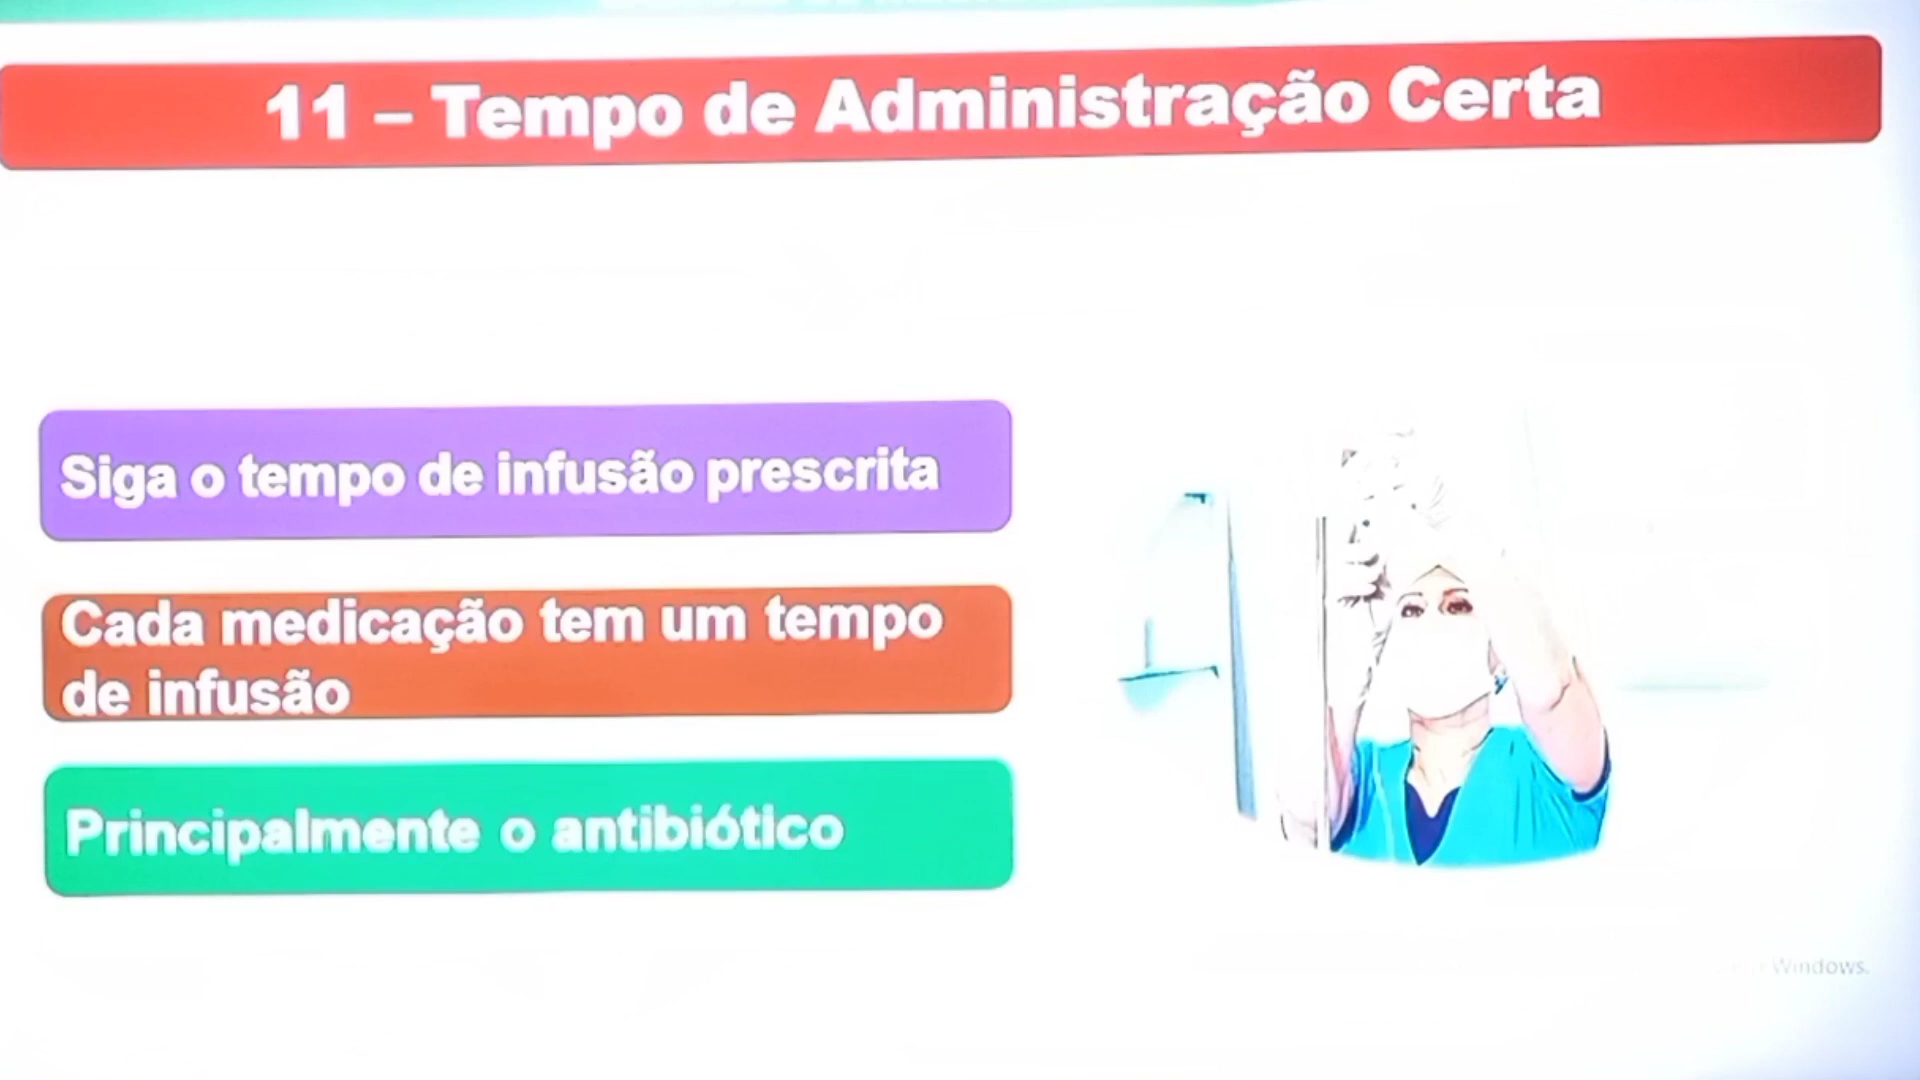 11 – Tempo de Administração Certa
Siga o tempo de infusão prescrita
Cada medicação tem um tempo
de infusão
Principalmente o antibiótico
Windows.